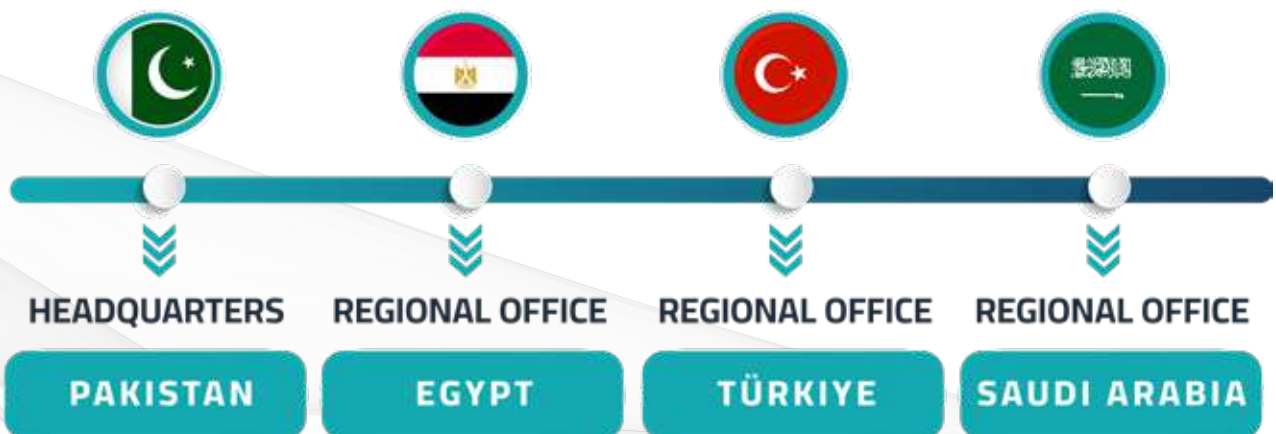 HEADQUARTERS
REGIONAL OFFICE
REGIONAL OFFICE
REGIONAL OFFICE
PAKISTAN
EGYPT
TÜRKIYE
SAUDI ARABIA